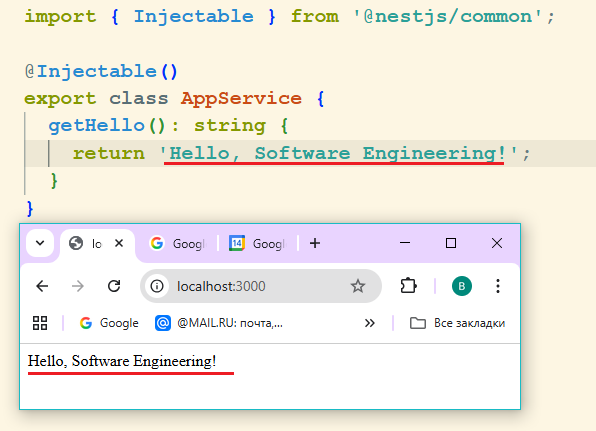 import { Injectable } from '@nestjs/common';
@Injectable()
export class AppService {
getHello(): string {
return 'Hello, Software Engineering!';
}
}
lo Googl 14 Googl
localhost:3000 B
Google @MAIL.RU: почта,... » Все закладки
Hello, Software Engineering!